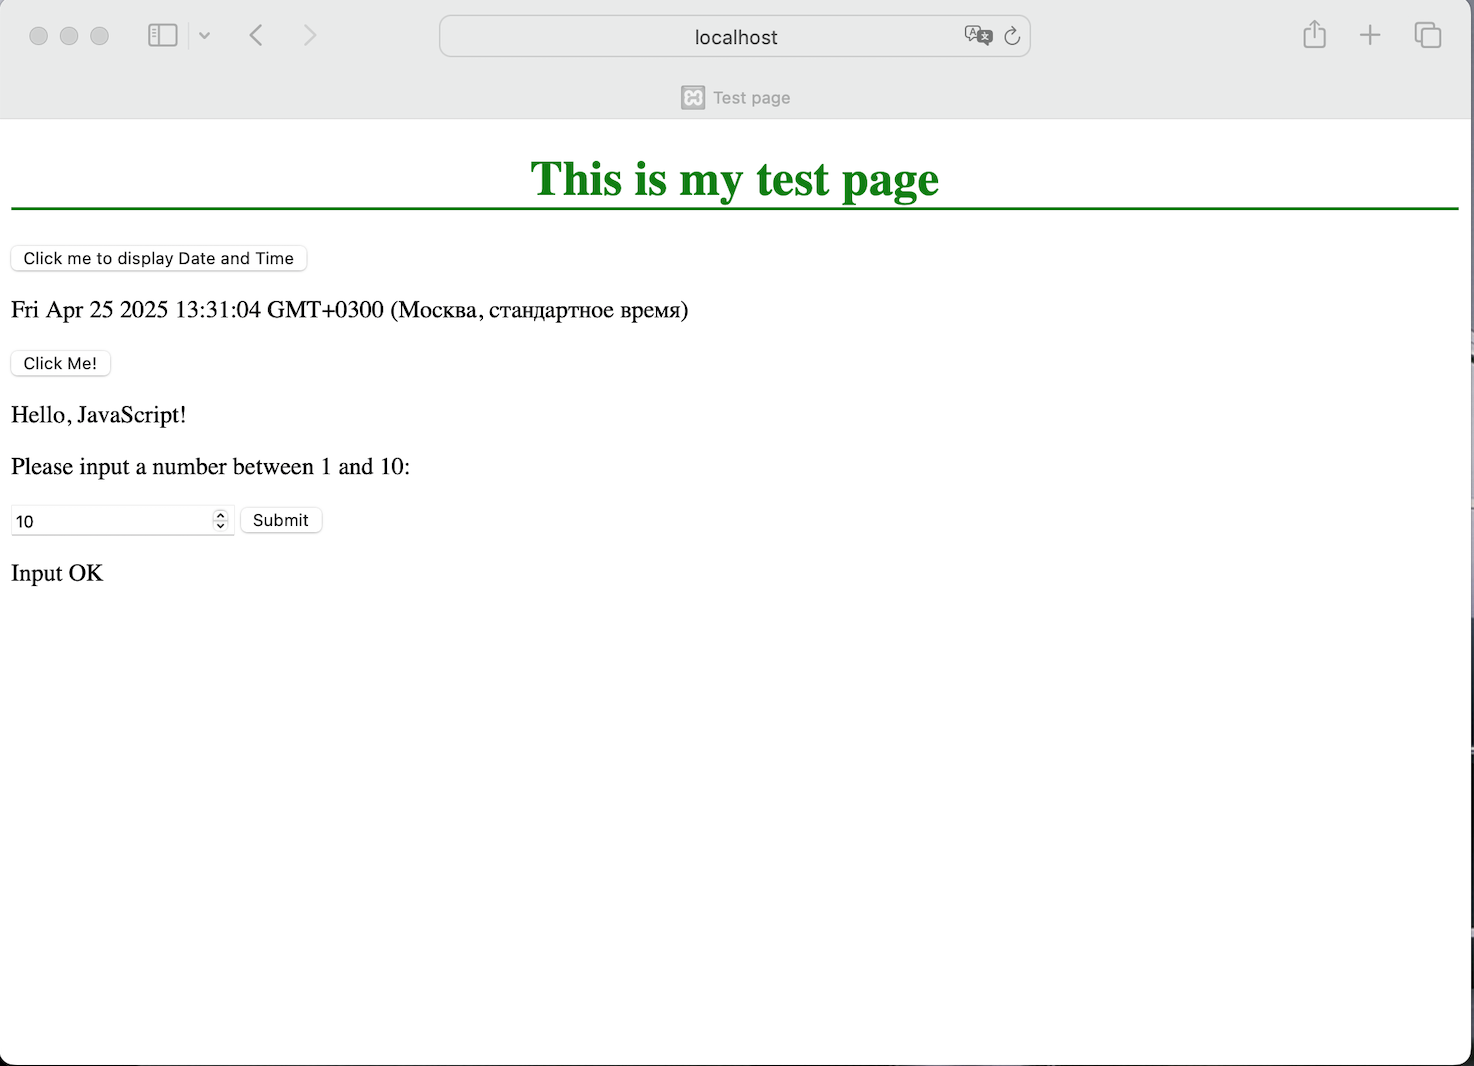 localhost
Test page
This is my test page
Click me to display Date and Time
Fri Apr 25 2025 13:31:04 GMT+0300 (Москва, стандартное время)
Click Me!
Hello, JavaScript!
Please input a number between 1 and 10:
10 Submit
Input OK